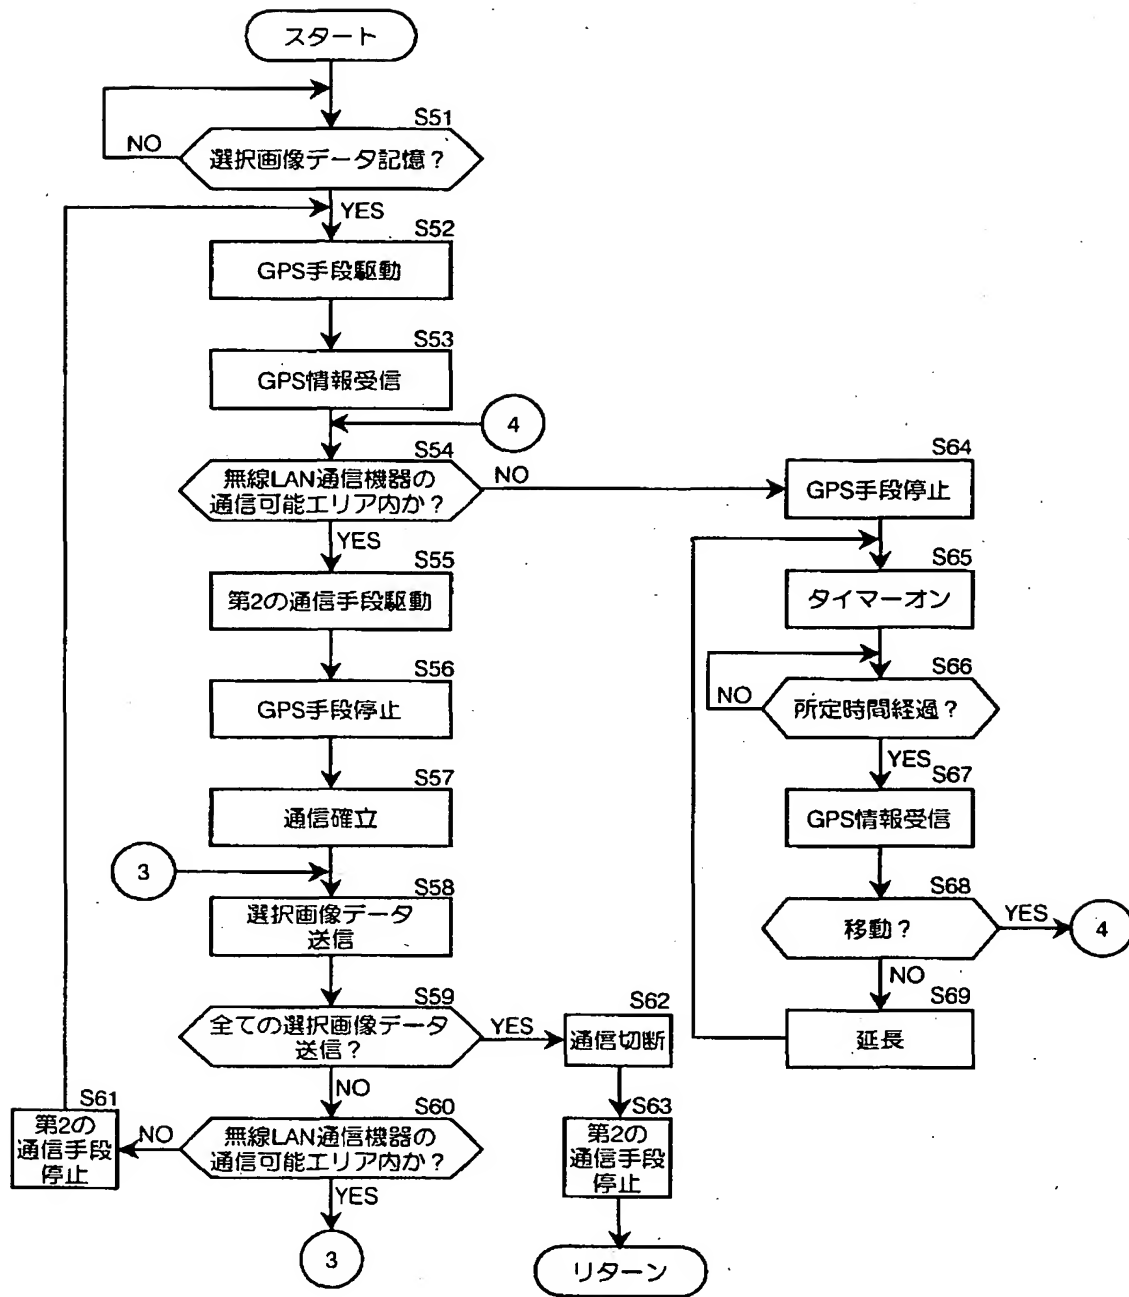 スタート
S51
選択画像データ記憶？
NO
YES
S52
GPS手段駆動
S53
GPS情報受信
4
S54
無線LAN通信機器の
通信可能エリア内か？
NO
YES
S55
第2の通信手段駆動
S56
GPS手段停止
S57
通信確立
3
S58
選択画像データ
送信
S59
全ての選択画像データ
送信？
YES
NO
S60
無線LAN通信機器の
通信可能エリア内か？
NO
YES
3
S61
第2の
通信手段
停止
S62
通信切断
S63
第2の
通信手段
停止
リターン
S64
GPS手段停止
S65
タイマーオン
S66
所定時間経過？
NO
YES
S67
GPS情報受信
S68
移動？
YES
4
NO
S69
延長